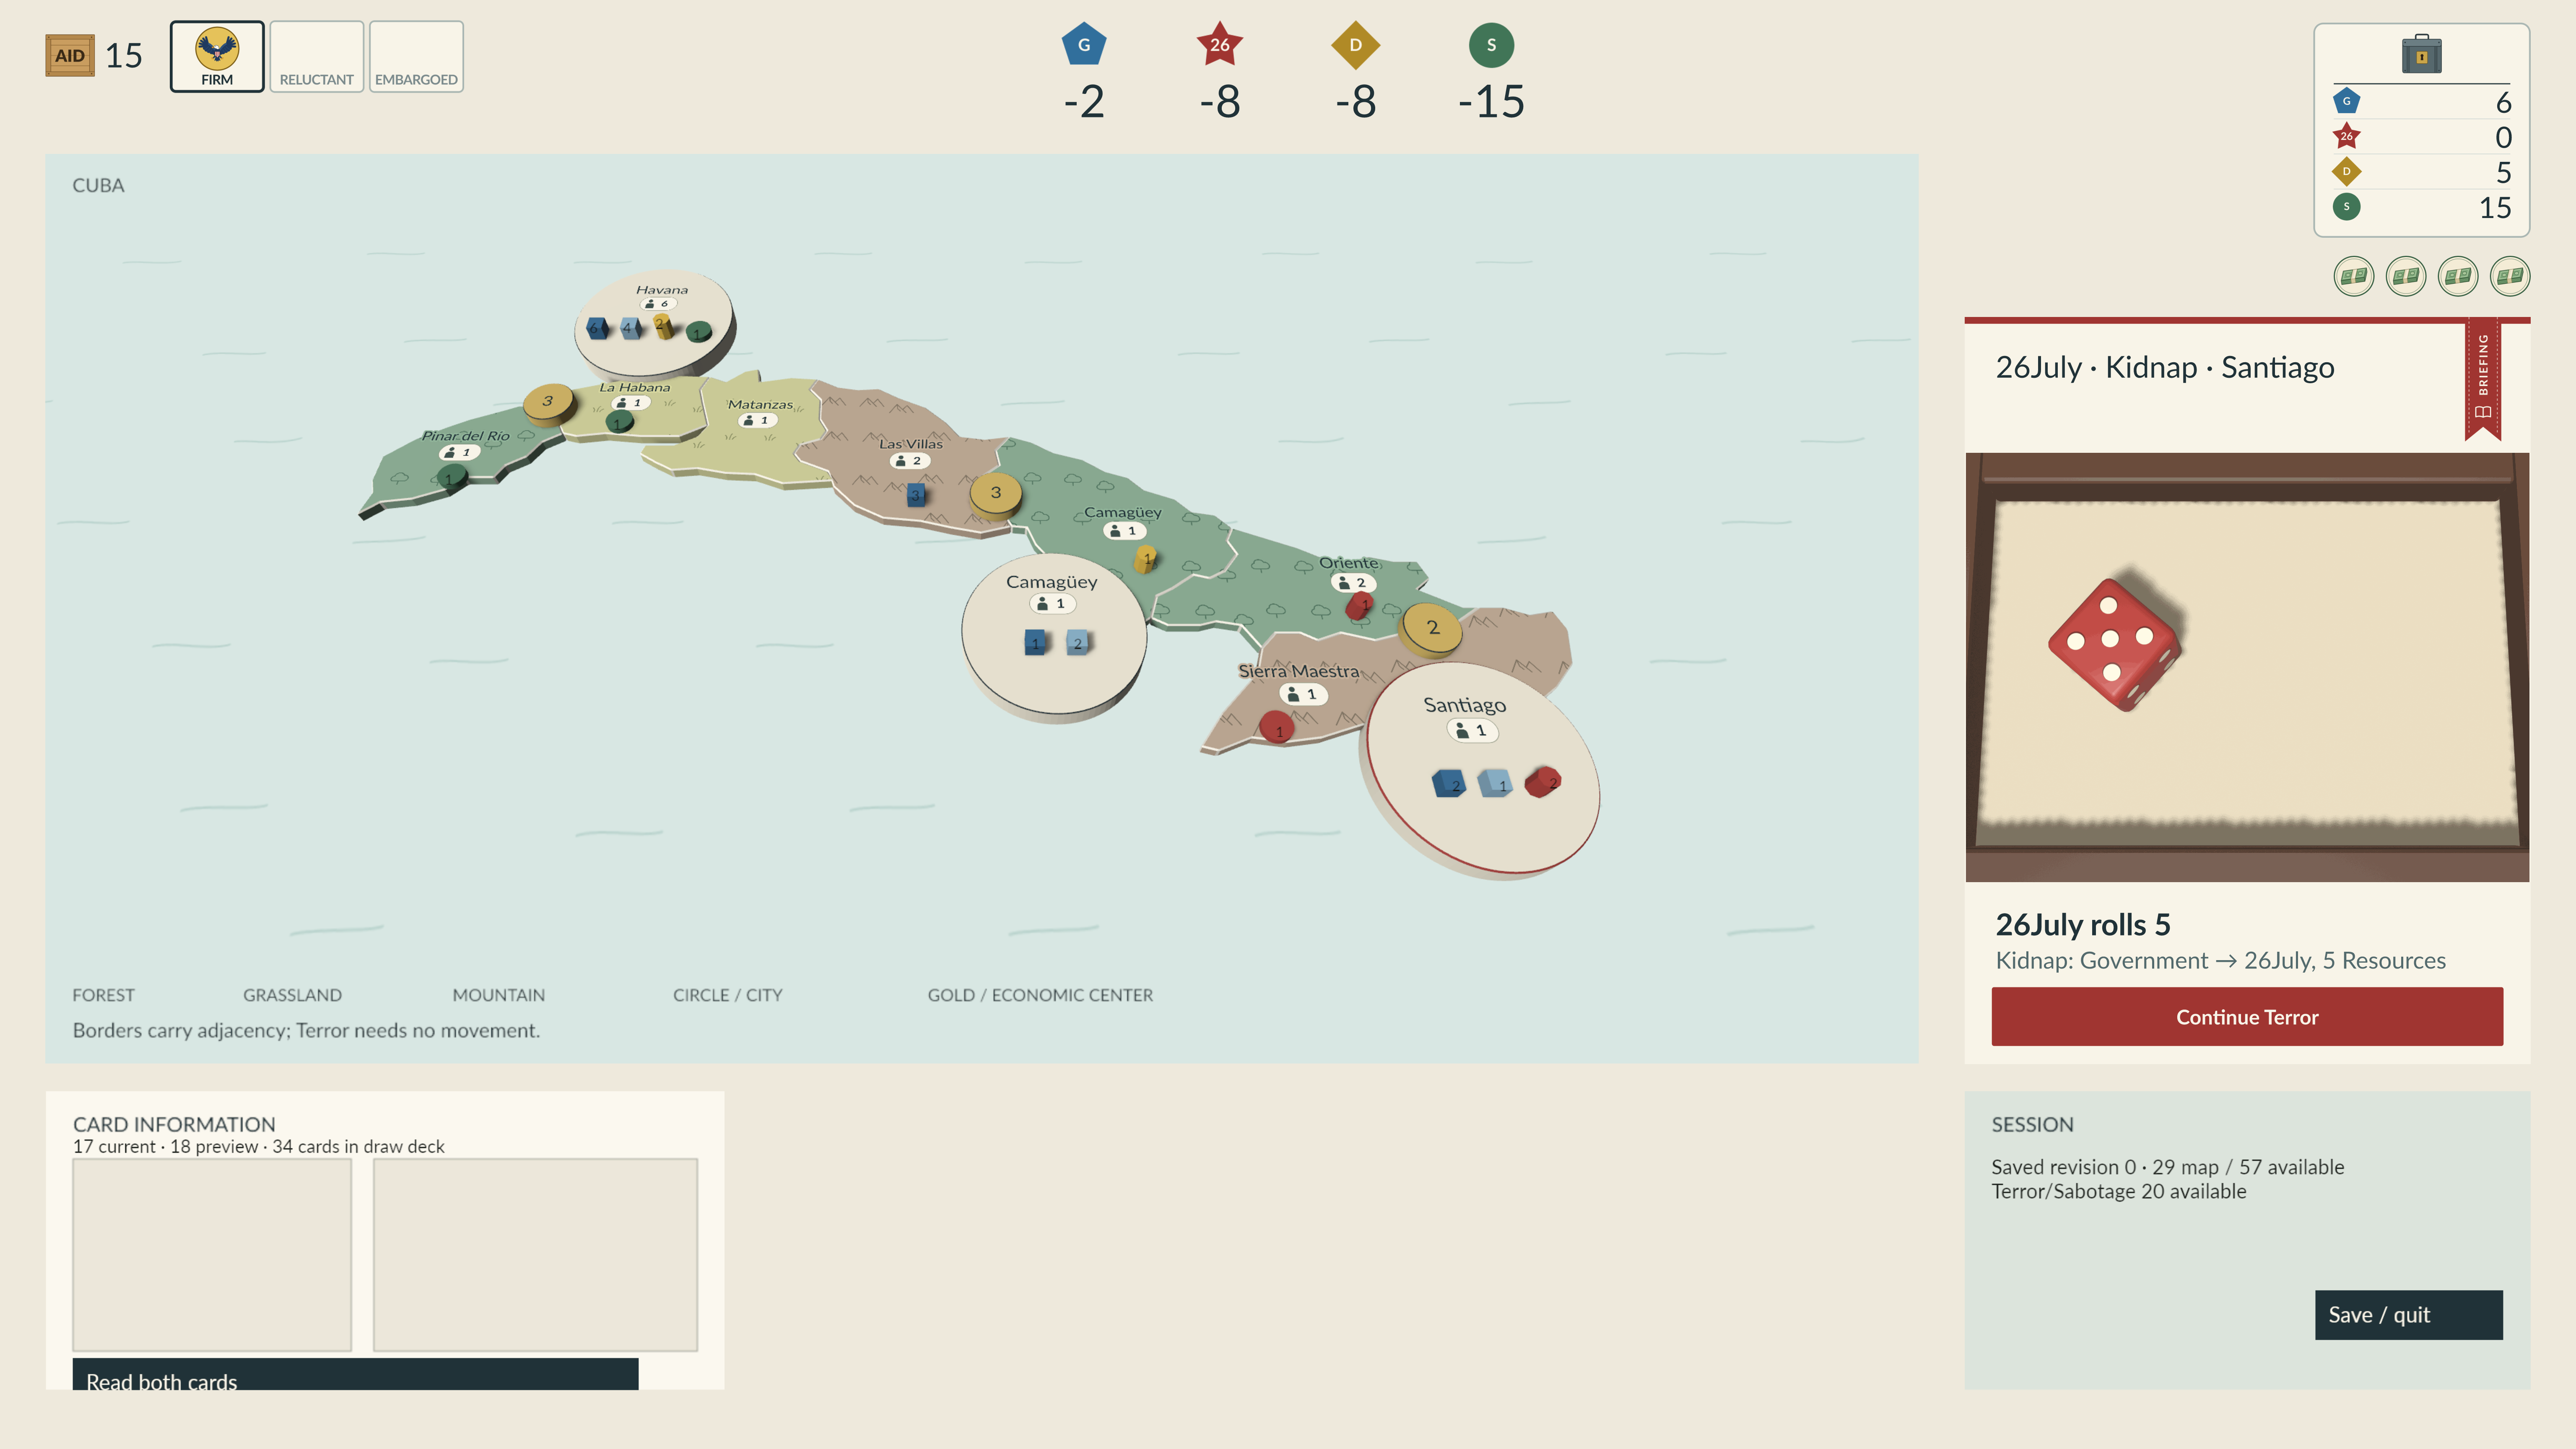 AID 15
FIRM RELUCTANT EMBARGOED
G 26 D S
-2 -8 -8 -15
G 6
26 0
D 5
S 15
CUBA
Havana
6
6 4 2 1
La Habana
1
1
3
Matanzas
1
Pinar del Río
1
1
Las Villas
2
3
3
Camagüey
1
1
Camagüey
1
1 2
Oriente
2
1
2
Sierra Maestra
1
1
Santiago
1
2 1 2
FOREST GRASSLAND MOUNTAIN CIRCLE / CITY GOLD / ECONOMIC CENTER
Borders carry adjacency; Terror needs no movement.
26July · Kidnap · Santiago
BRIEFING
26July rolls 5
Kidnap: Government → 26July, 5 Resources
Continue Terror
CARD INFORMATION
17 current · 18 preview · 34 cards in draw deck
Read both cards
SESSION
Saved revision 0 · 29 map / 57 available
Terror/Sabotage 20 available
Save / quit